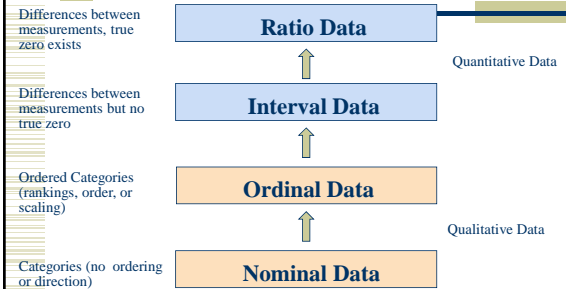 Differences between
measurements, true
zero exists
Ratio Data
Quantitative Data
Differences between
measurements but no
true zero
Interval Data
Ordered Categories
(rankings, order, or
scaling)
Ordinal Data
Qualitative Data
Categories (no ordering
or direction)
Nominal Data